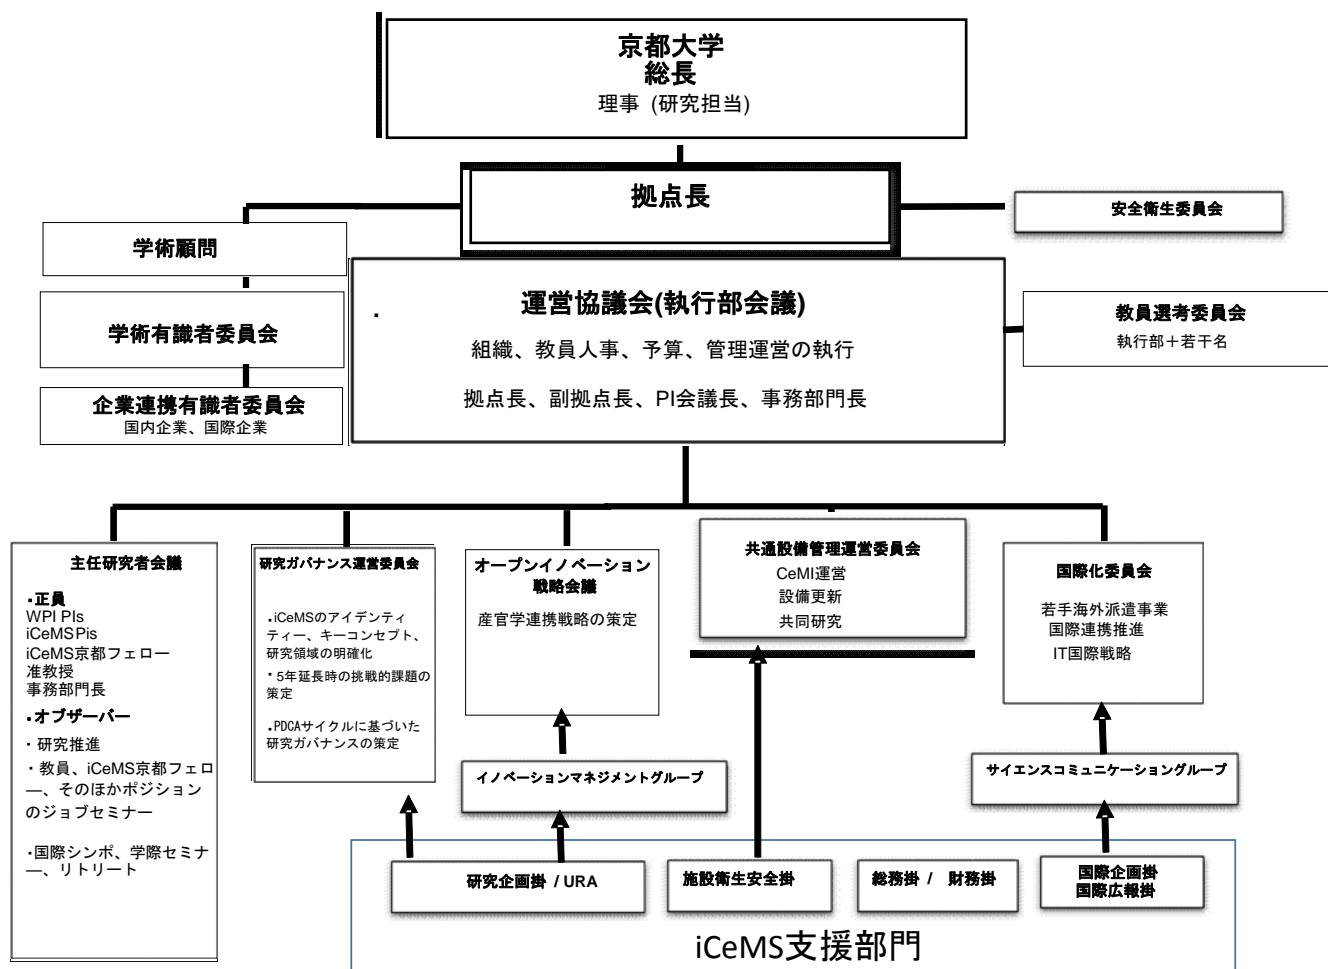 京都大学
総長
理事 (研究担当)
拠点長
安全衛生委員会
学術顧問
学術有識者委員会
企業連携有識者委員会
国内企業、国際企業
・
運営協議会(執行部会議)
組織、教員人事、予算、管理運営の執行
拠点長、副拠点長、PI会議長、事務部門長
教員選考委員会
執行部＋若干名
主任研究者会議
・正員
WPI PIs
iCeMS Pis
iCeMS京都フェロー
准教授
事務部門長
・オブザーバー
・研究推進
・教員、iCeMS京都フェロ
ー、そのほかポジション
のジョブセミナー
・国際シンポ、学際セミナ
ー、リトリート
研究ガバナンス運営委員会
・iCeMSのアイデンティ
ティー、キーコンセプト、
研究領域の明確化
・5年延長時の挑戦的課題の
策定
・PDCAサイクルに基づいた
研究ガバナンスの策定
オープンイノベーション
戦略会議
産官学連携戦略の策定
共通設備管理運営委員会
CeMI運営
設備更新
共同研究
国際化委員会
若手海外派遣事業
国際連携推進
IT国際戦略
イノベーションマネジメントグループ
サイエンスコミュニケーショングループ
研究企画掛 / URA
施設衛生安全掛
総務掛 / 財務掛
国際企画掛
国際広報掛
iCeMS支援部門